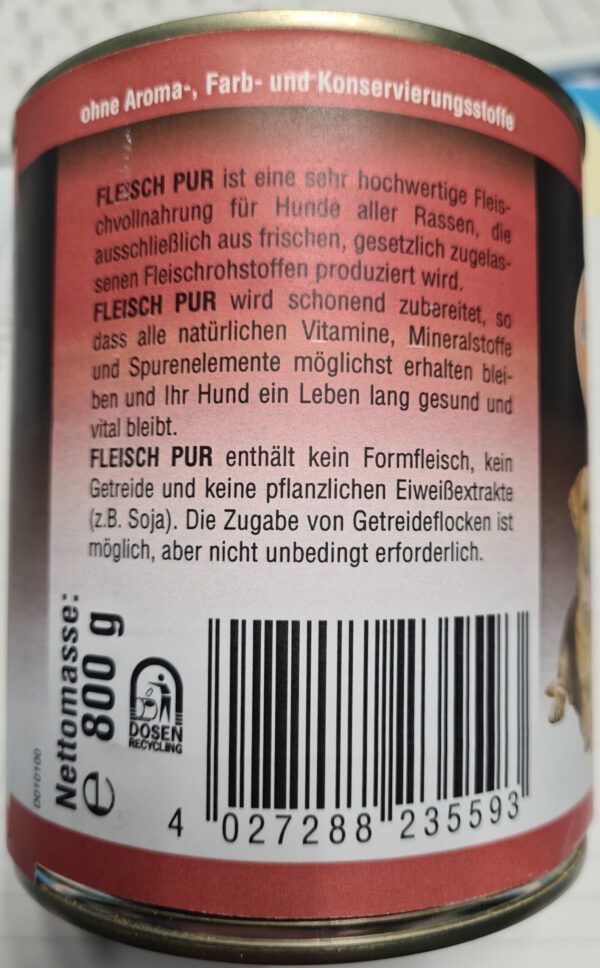 ohne Aroma-, Farb- und Konservierungsstoffe
FLEISCH PUR ist eine sehr hochwertige Fleis-
chvollnahrung für Hunde aller Rassen, die
ausschließlich aus frischen, gesetzlich zugelas-
senen Fleischrohstoffen produziert wird.
FLEISCH PUR wird schonend zubereitet, so
dass alle natürlichen Vitamine, Mineralstoffe
und Spurenelemente möglichst erhalten blei-
ben und Ihr Hund ein Leben lang gesund und
vital bleibt.
FLEISCH PUR enthält kein Formfleisch, kein
Getreide und keine pflanzlichen Eiweißextrakte
(z.B. Soja). Die Zugabe von Getreideflocken ist
möglich, aber nicht unbedingt erforderlich.
Nettomasse:
e 800 g
DOSEN
RECYCLING
D010100
4 027288 235593